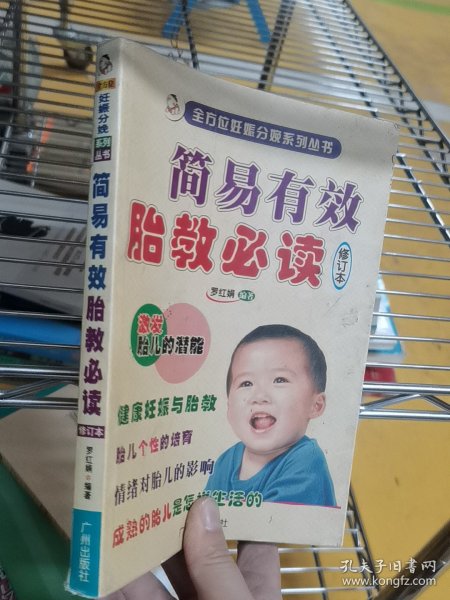 全方位妊娠分娩系列丛书
简易有效
胎教必读
修订本
罗红娟 编著
激发
胎儿的潜能
健康妊娠与胎教
胎儿个性的培育
情绪对胎儿的影响
成熟的胎儿是怎样生活的
妊娠分娩
系列
丛书
简易有效胎教必读
修订本
罗红娟 编著
广州出版社
孔夫子旧书网
www.kongfz.com